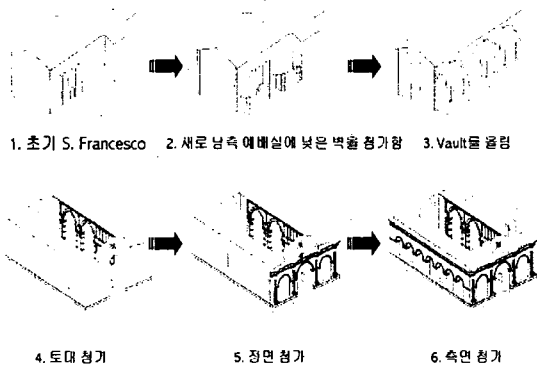 1. 초기 S. Francesco
2. 새로 남측 예배실에 낮은 벽을 첨가함
3. Vault를 올림
4. 토대 첨가
5. 장면 첨가
6. 측면 첨가